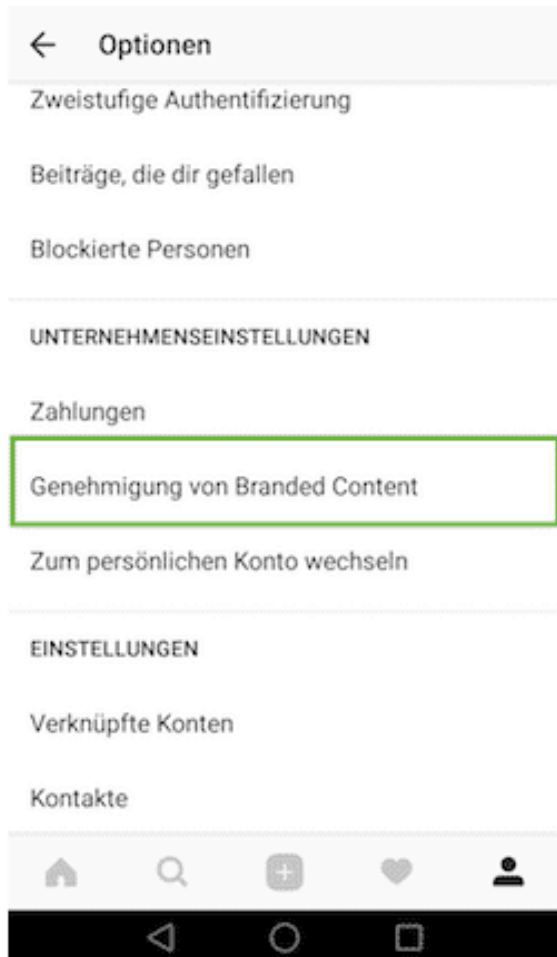 Optionen
Zweistufige Authentifizierung
Beiträge, die dir gefallen
Blockierte Personen
UNTERNEHMENSEINSTELLUNGEN
Zahlungen
Genehmigung von Branded Content
Zum persönlichen Konto wechseln
EINSTELLUNGEN
Verknüpfte Konten
Kontakte